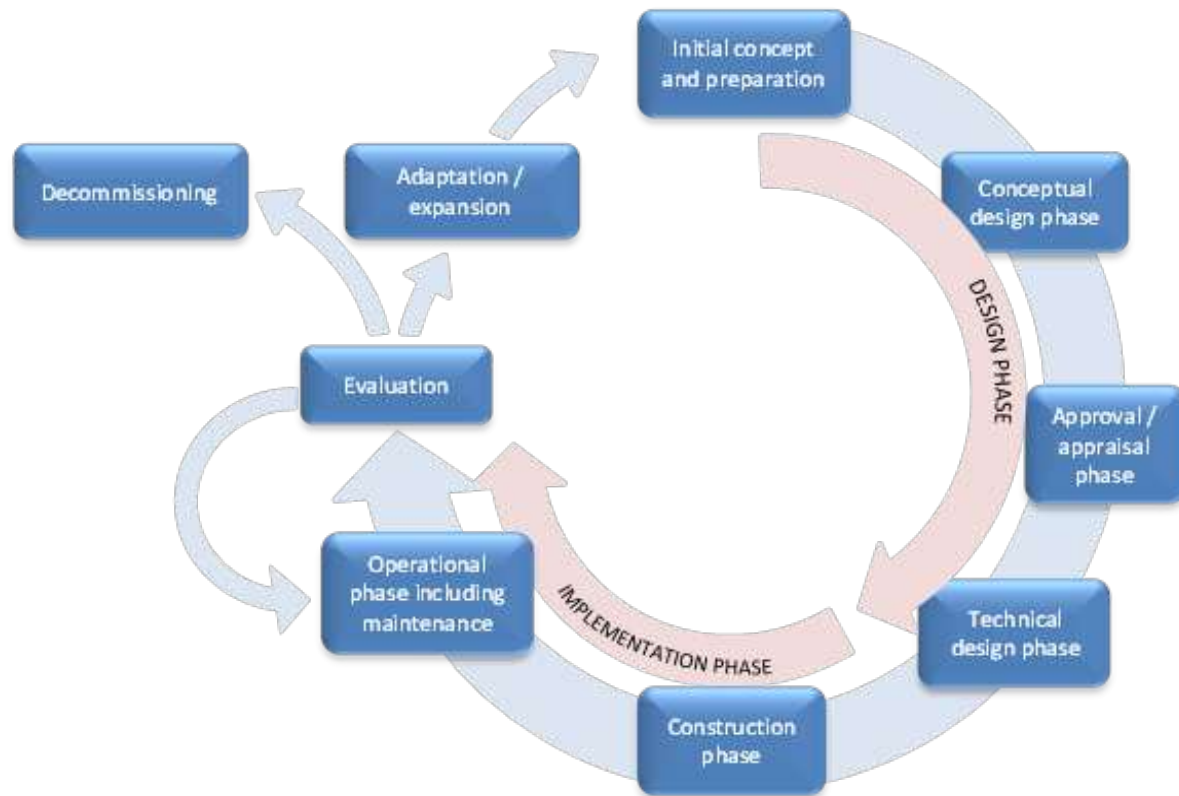 Initial concept
and preparation
Conceptual
design phase
Approval /
appraisal
phase
Technical
design phase
Construction
phase
Operational
phase including
maintenance
Evaluation
Adaptation /
expansion
Decommissioning
DESIGN PHASE
IMPLEMENTATION PHASE